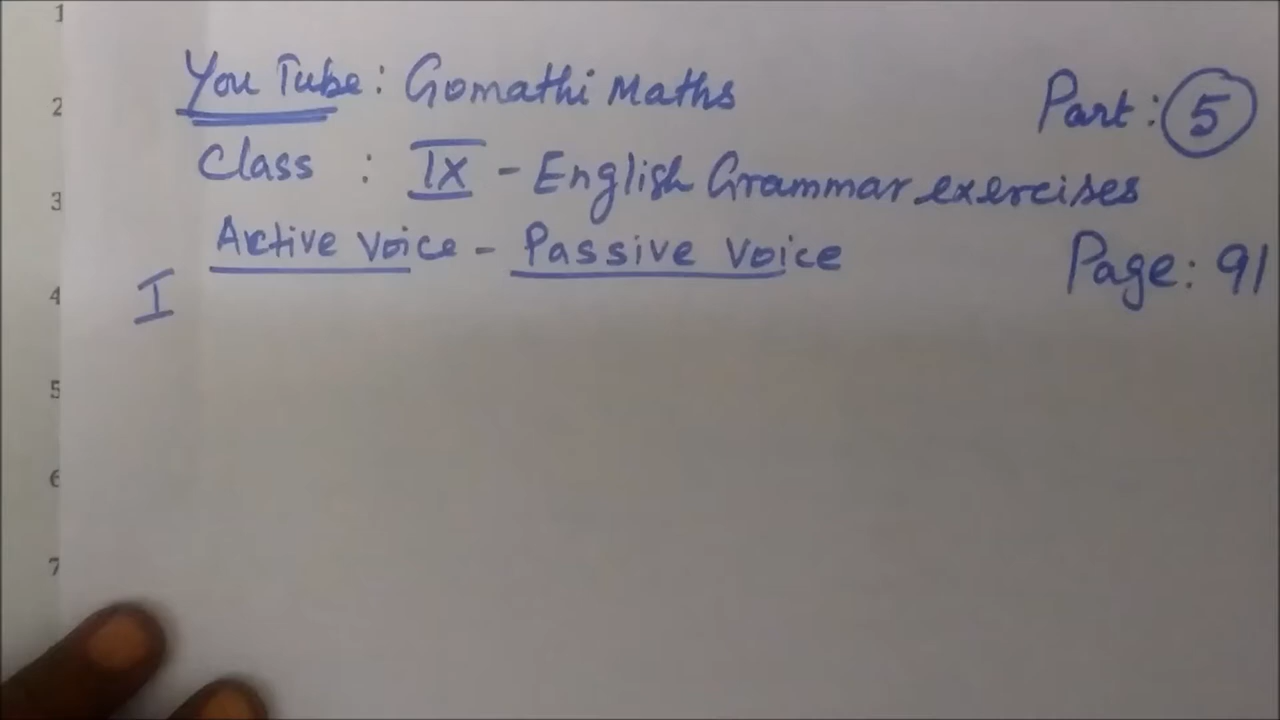 1
You Tube: Gomathi Maths
Part: 5
2
Class : IX - English Grammar exercises
3
Active Voice - Passive Voice
Page: 91
4
I
5
6
7